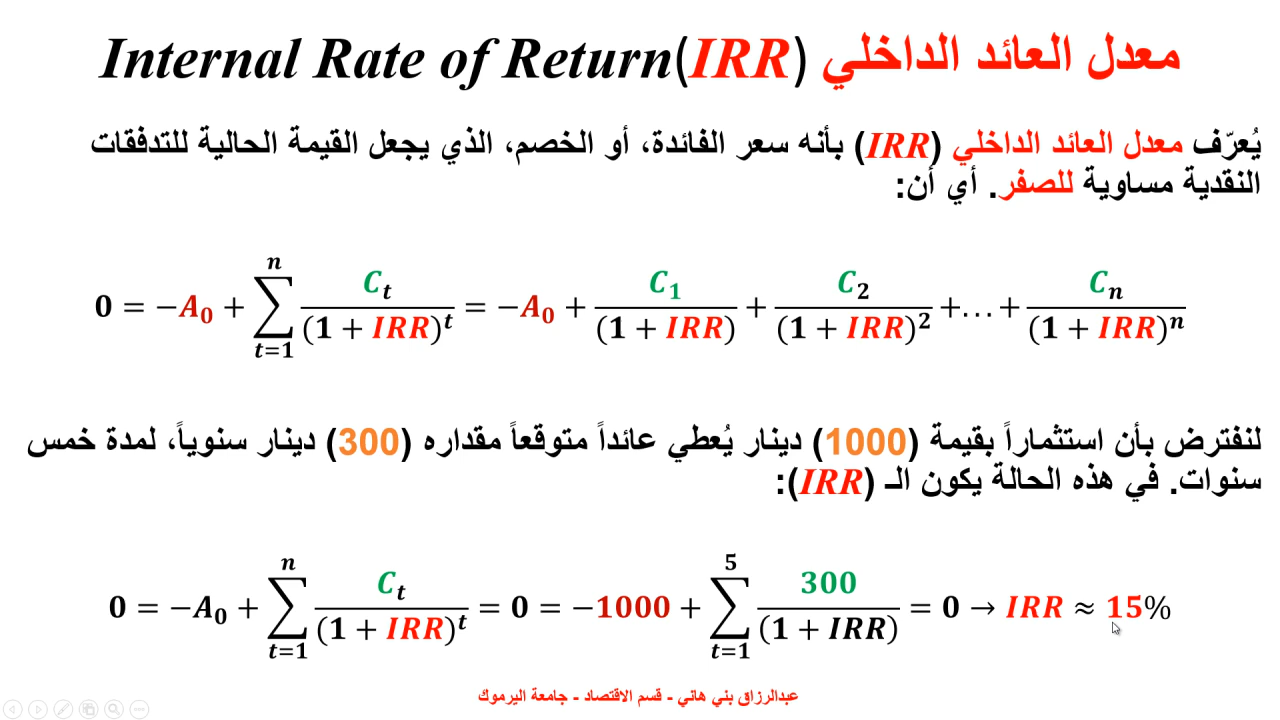 معدل العائد الداخلي Internal Rate of Return(IRR)
يُعرّف معدل العائد الداخلي (IRR) بأنه سعر الفائدة، أو الخصم، الذي يجعل القيمة الحالية للتدفقات
النقدية مساوية للصفر. أي أن:
0 = −A₀ + ∑_{t=1}^{n} C_t/(1 + IRR)^t = −A₀ + C₁/(1 + IRR) + C₂/(1 + IRR)² +…+ C_n/(1 + IRR)^n
لنفترض بأن استثماراً بقيمة (1000) دينار يُعطي عائداً متوقعاً مقداره (300) دينار سنوياً، لمدة خمس
سنوات. في هذه الحالة يكون الـ (IRR):
0 = −A₀ + ∑_{t=1}^{n} C_t/(1 + IRR)^t = 0 = −1000 + ∑_{t=1}^{5} 300/(1 + IRR) = 0 → IRR ≈ 15%
عبدالرزاق بني هاني - قسم الاقتصاد - جامعة اليرموك